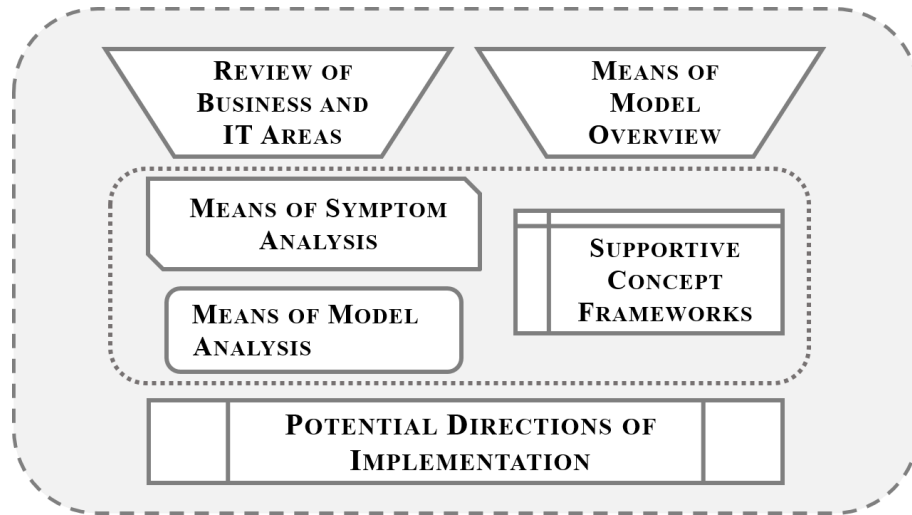 REVIEW OF
BUSINESS AND
IT AREAS
MEANS OF
MODEL
OVERVIEW
MEANS OF SYMPTOM
ANALYSIS
MEANS OF MODEL
ANALYSIS
SUPPORTIVE
CONCEPT
FRAMEWORKS
POTENTIAL DIRECTIONS OF
IMPLEMENTATION